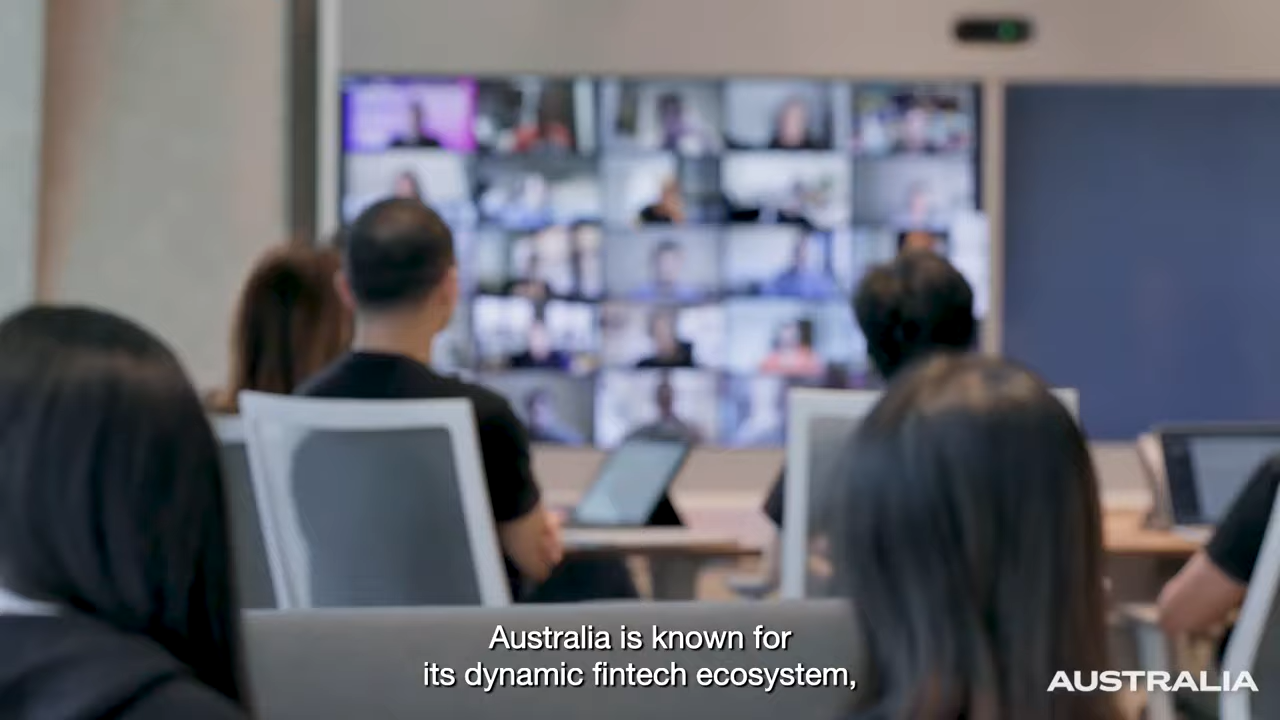 Australia is known for
its dynamic fintech ecosystem,
AUSTRALIA